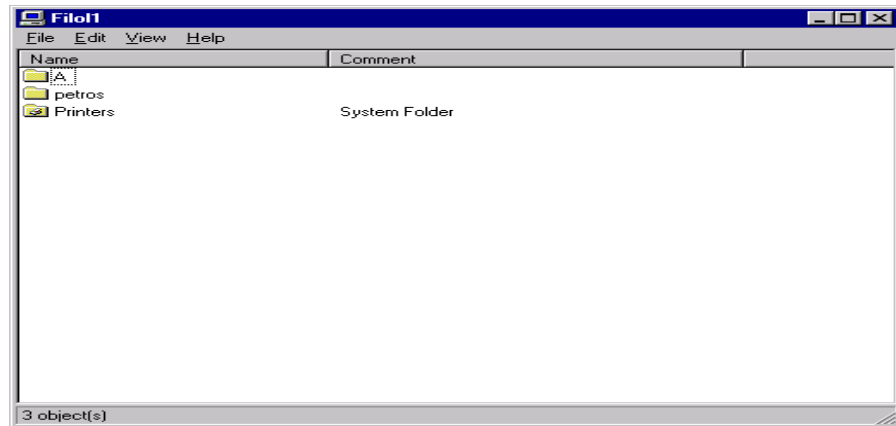 Filol1
File Edit View Help
Name Comment
A
petros
Printers System Folder
3 object(s)